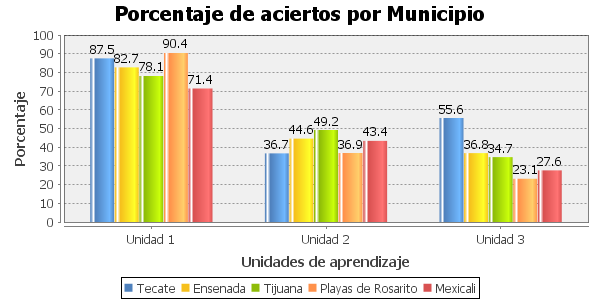 Porcentaje de aciertos por Municipio
Porcentaje
100
90
80
70
60
50
40
30
20
10
0
87.5 82.7 78.1 90.4 71.4
36.7 44.6 49.2 36.9 43.4
55.6 36.8 34.7 23.1 27.6
Unidad 1 Unidad 2 Unidad 3
Unidades de aprendizaje
Tecate Ensenada Tijuana Playas de Rosarito Mexicali